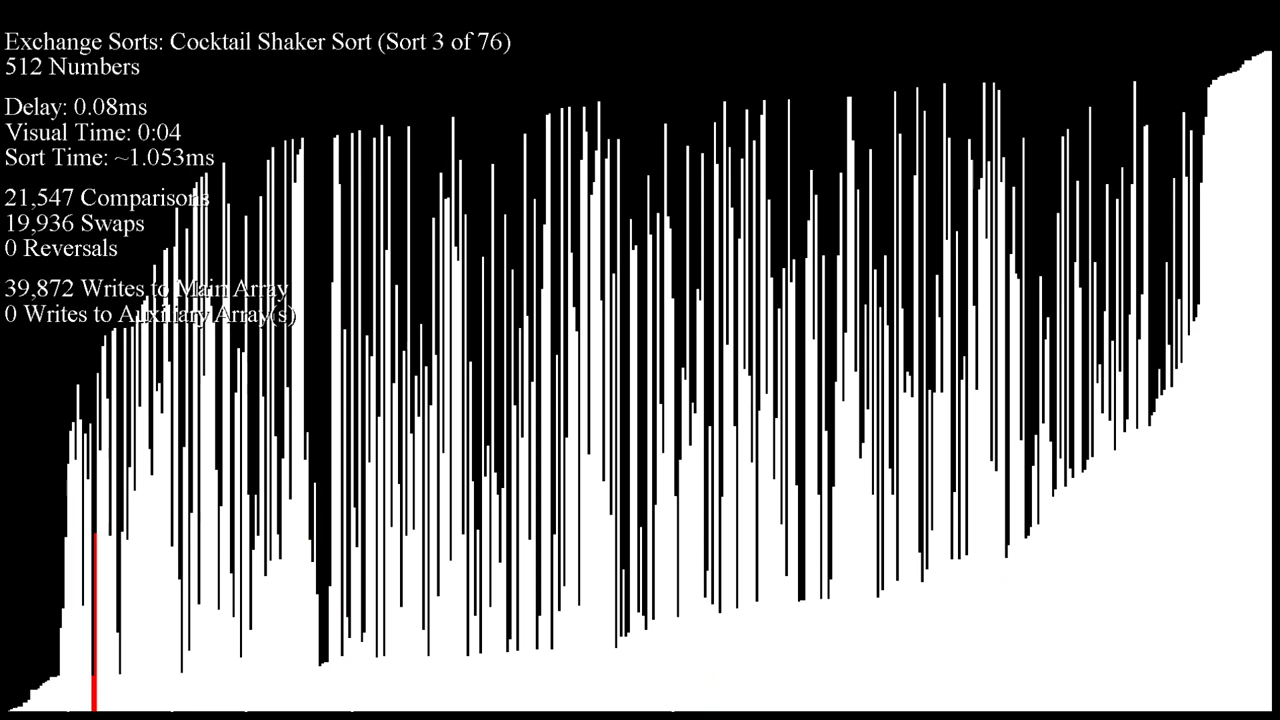 Exchange Sorts: Cocktail Shaker Sort (Sort 3 of 76)
512 Numbers
Delay: 0.08ms
Visual Time: 0:04
Sort Time: ~1.053ms
21,547 Comparisons
19,936 Swaps
0 Reversals
39,872 Writes to Main Array
0 Writes to Auxiliary Array(s)